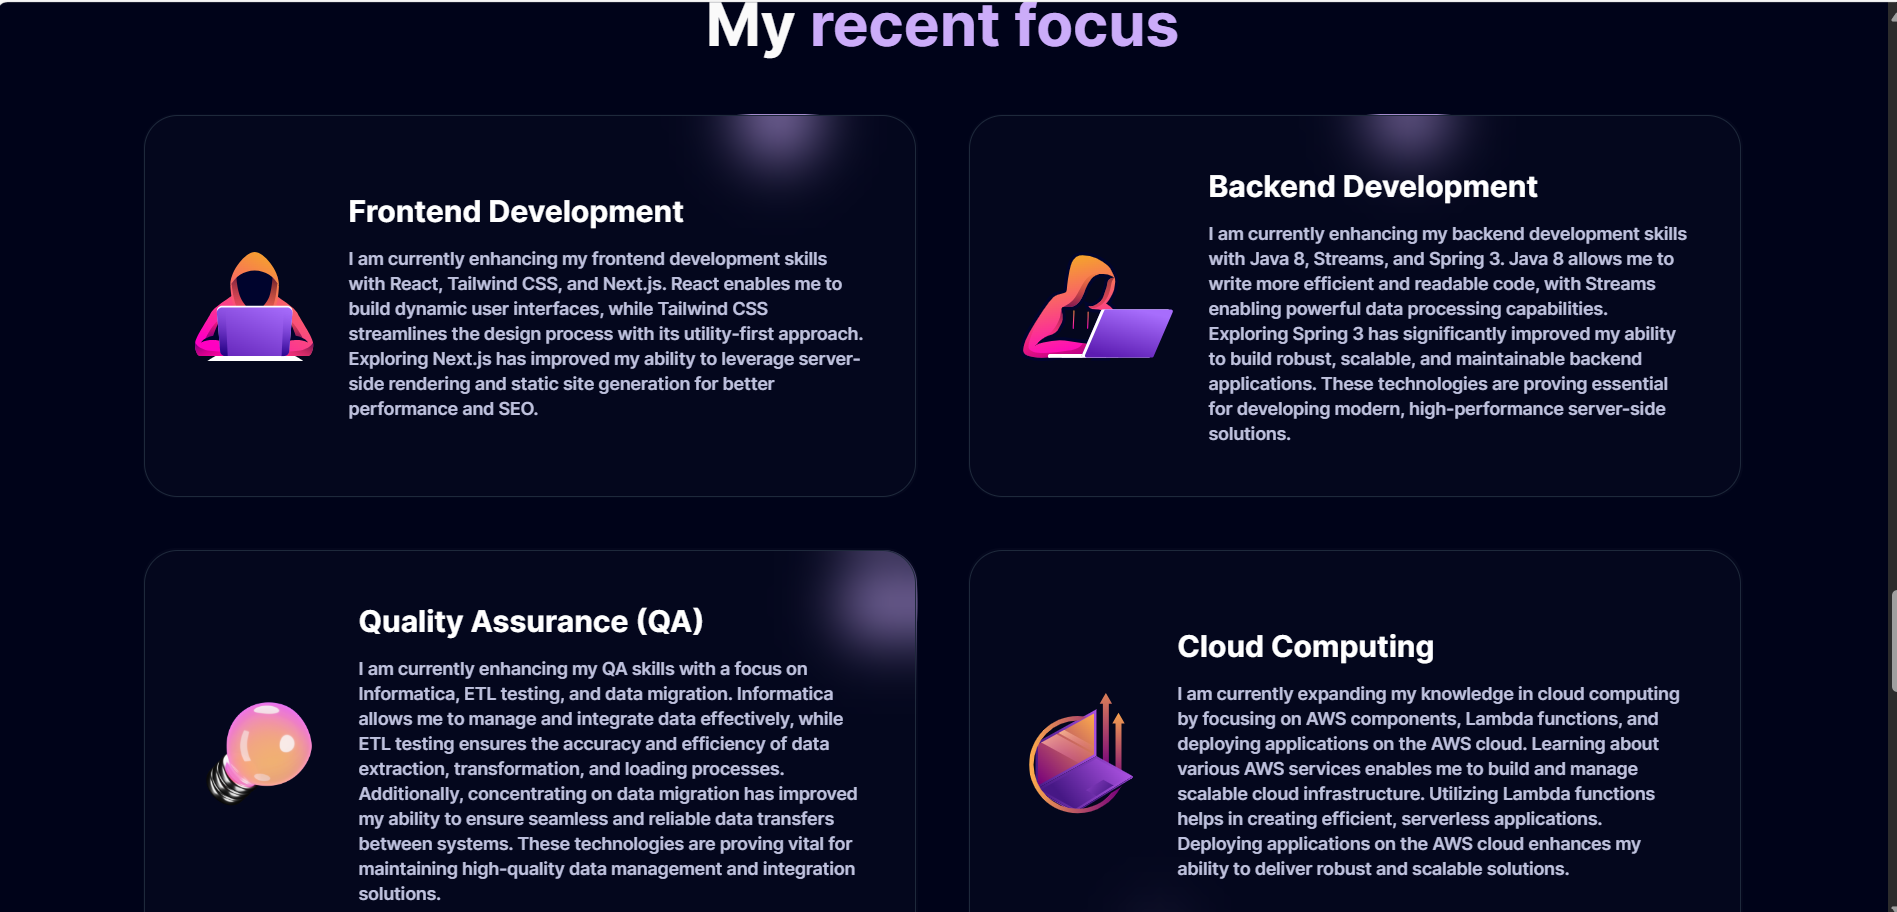 My recent focus
Frontend Development
I am currently enhancing my frontend development skills
with React, Tailwind CSS, and Next.js. React enables me to
build dynamic user interfaces, while Tailwind CSS
streamlines the design process with its utility-first approach.
Exploring Next.js has improved my ability to leverage server-
side rendering and static site generation for better
performance and SEO.
Backend Development
I am currently enhancing my backend development skills
with Java 8, Streams, and Spring 3. Java 8 allows me to
write more efficient and readable code, with Streams
enabling powerful data processing capabilities.
Exploring Spring 3 has significantly improved my ability
to build robust, scalable, and maintainable backend
applications. These technologies are proving essential
for developing modern, high-performance server-side
solutions.
Quality Assurance (QA)
I am currently enhancing my QA skills with a focus on
Informatica, ETL testing, and data migration. Informatica
allows me to manage and integrate data effectively, while
ETL testing ensures the accuracy and efficiency of data
extraction, transformation, and loading processes.
Additionally, concentrating on data migration has improved
my ability to ensure seamless and reliable data transfers
between systems. These technologies are proving vital for
maintaining high-quality data management and integration
solutions.
Cloud Computing
I am currently expanding my knowledge in cloud computing
by focusing on AWS components, Lambda functions, and
deploying applications on the AWS cloud. Learning about
various AWS services enables me to build and manage
scalable cloud infrastructure. Utilizing Lambda functions
helps in creating efficient, serverless applications.
Deploying applications on the AWS cloud enhances my
ability to deliver robust and scalable solutions.